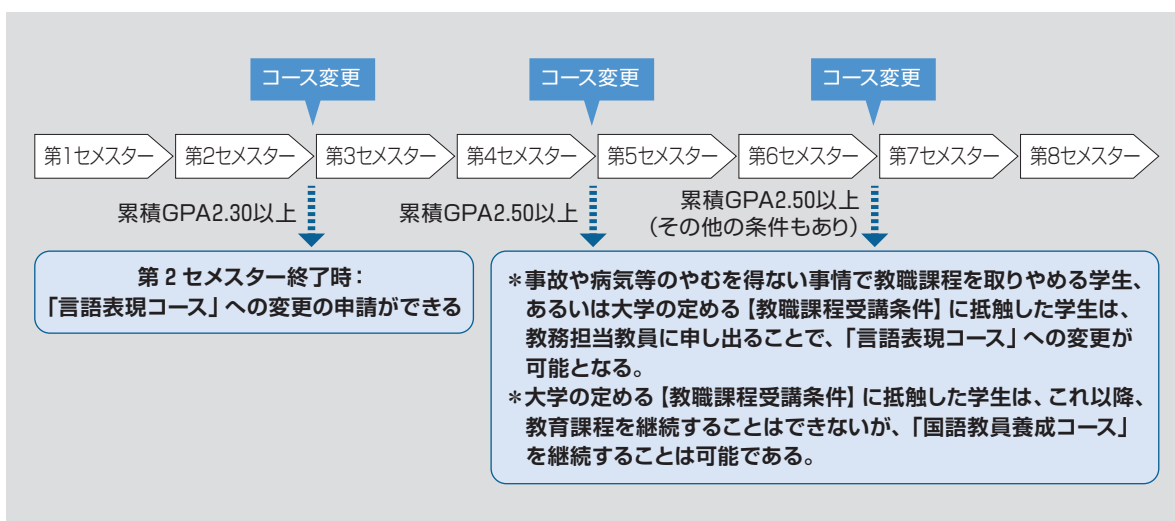 コース変更
コース変更
コース変更
第1セメスター
第2セメスター
第3セメスター
第4セメスター
第5セメスター
第6セメスター
第7セメスター
第8セメスター
累積GPA2.30以上
累積GPA2.50以上
累積GPA2.50以上
（その他の条件もあり）
第 2 セメスター終了時：
「言語表現コース」への変更の申請ができる
＊事故や病気等のやむを得ない事情で教職課程を取りやめる学生、
あるいは大学の定める【教職課程受講条件】に抵触した学生は、
教務担当教員に申し出ることで、「言語表現コース」への変更が
可能となる。
＊大学の定める【教職課程受講条件】に抵触した学生は、これ以降、
教育課程を継続することはできないが、「国語教員養成コース」
を継続することは可能である。